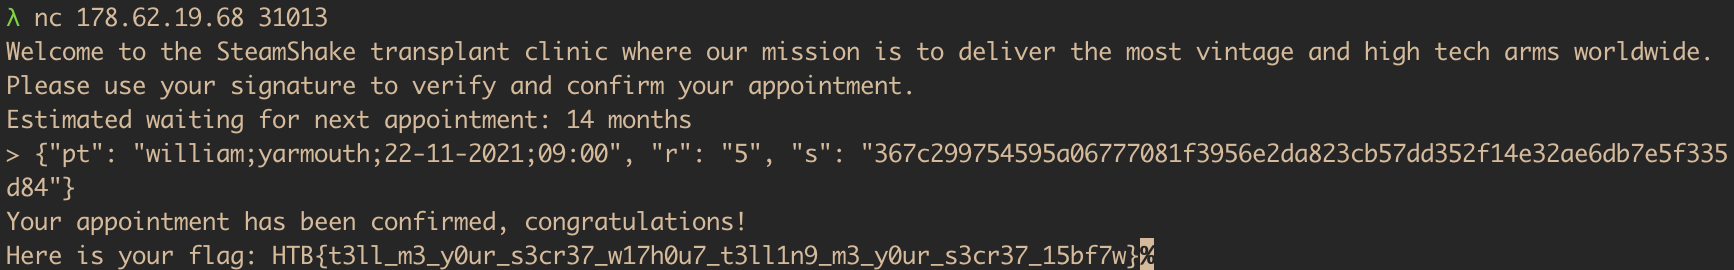 λ nc 178.62.19.68 31013
Welcome to the SteamShake transplant clinic where our mission is to deliver the most vintage and high tech arms worldwide.
Please use your signature to verify and confirm your appointment.
Estimated waiting for next appointment: 14 months
> {"pt": "william;yarmouth;22-11-2021;09:00", "r": "5", "s": "367c299754595a06777081f3956e2da823cb57dd352f14e32ae6db7e5f335
d84"}
Your appointment has been confirmed, congratulations!
Here is your flag: HTB{t3ll_m3_y0ur_s3cr37_w17h0u7_t3ll1n9_m3_y0ur_s3cr37_15bf7w}%